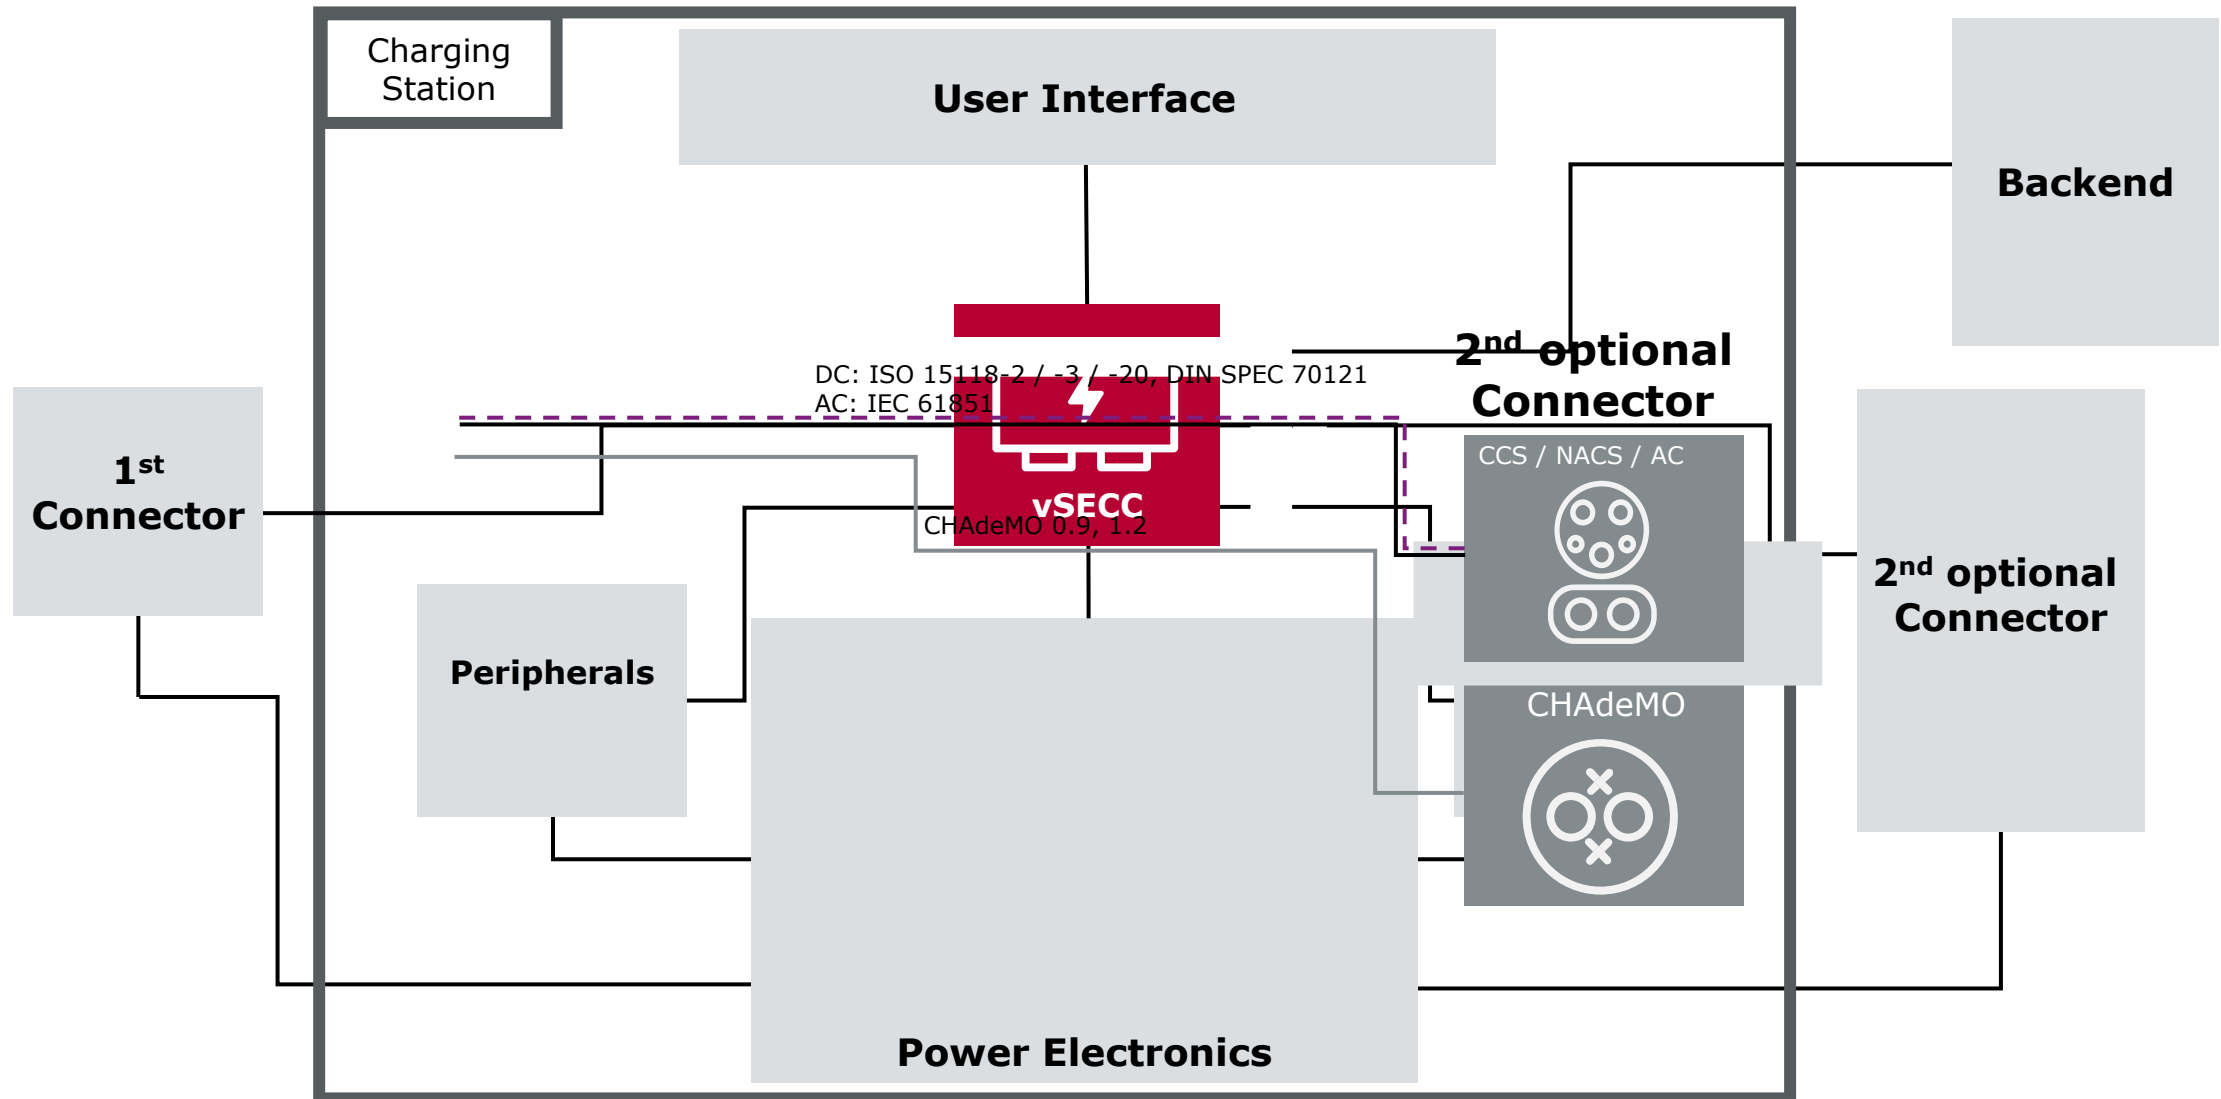 Charging
Station
User Interface
Backend
2nd optional
Connector
DC: ISO 15118-2 / -3 / -20, DIN SPEC 70121
AC: IEC 61851
CCS / NACS / AC
1st
Connector
vSECC
CHAdeMO 0.9, 1.2
2nd optional
Connector
Peripherals
CHAdeMO
Power Electronics